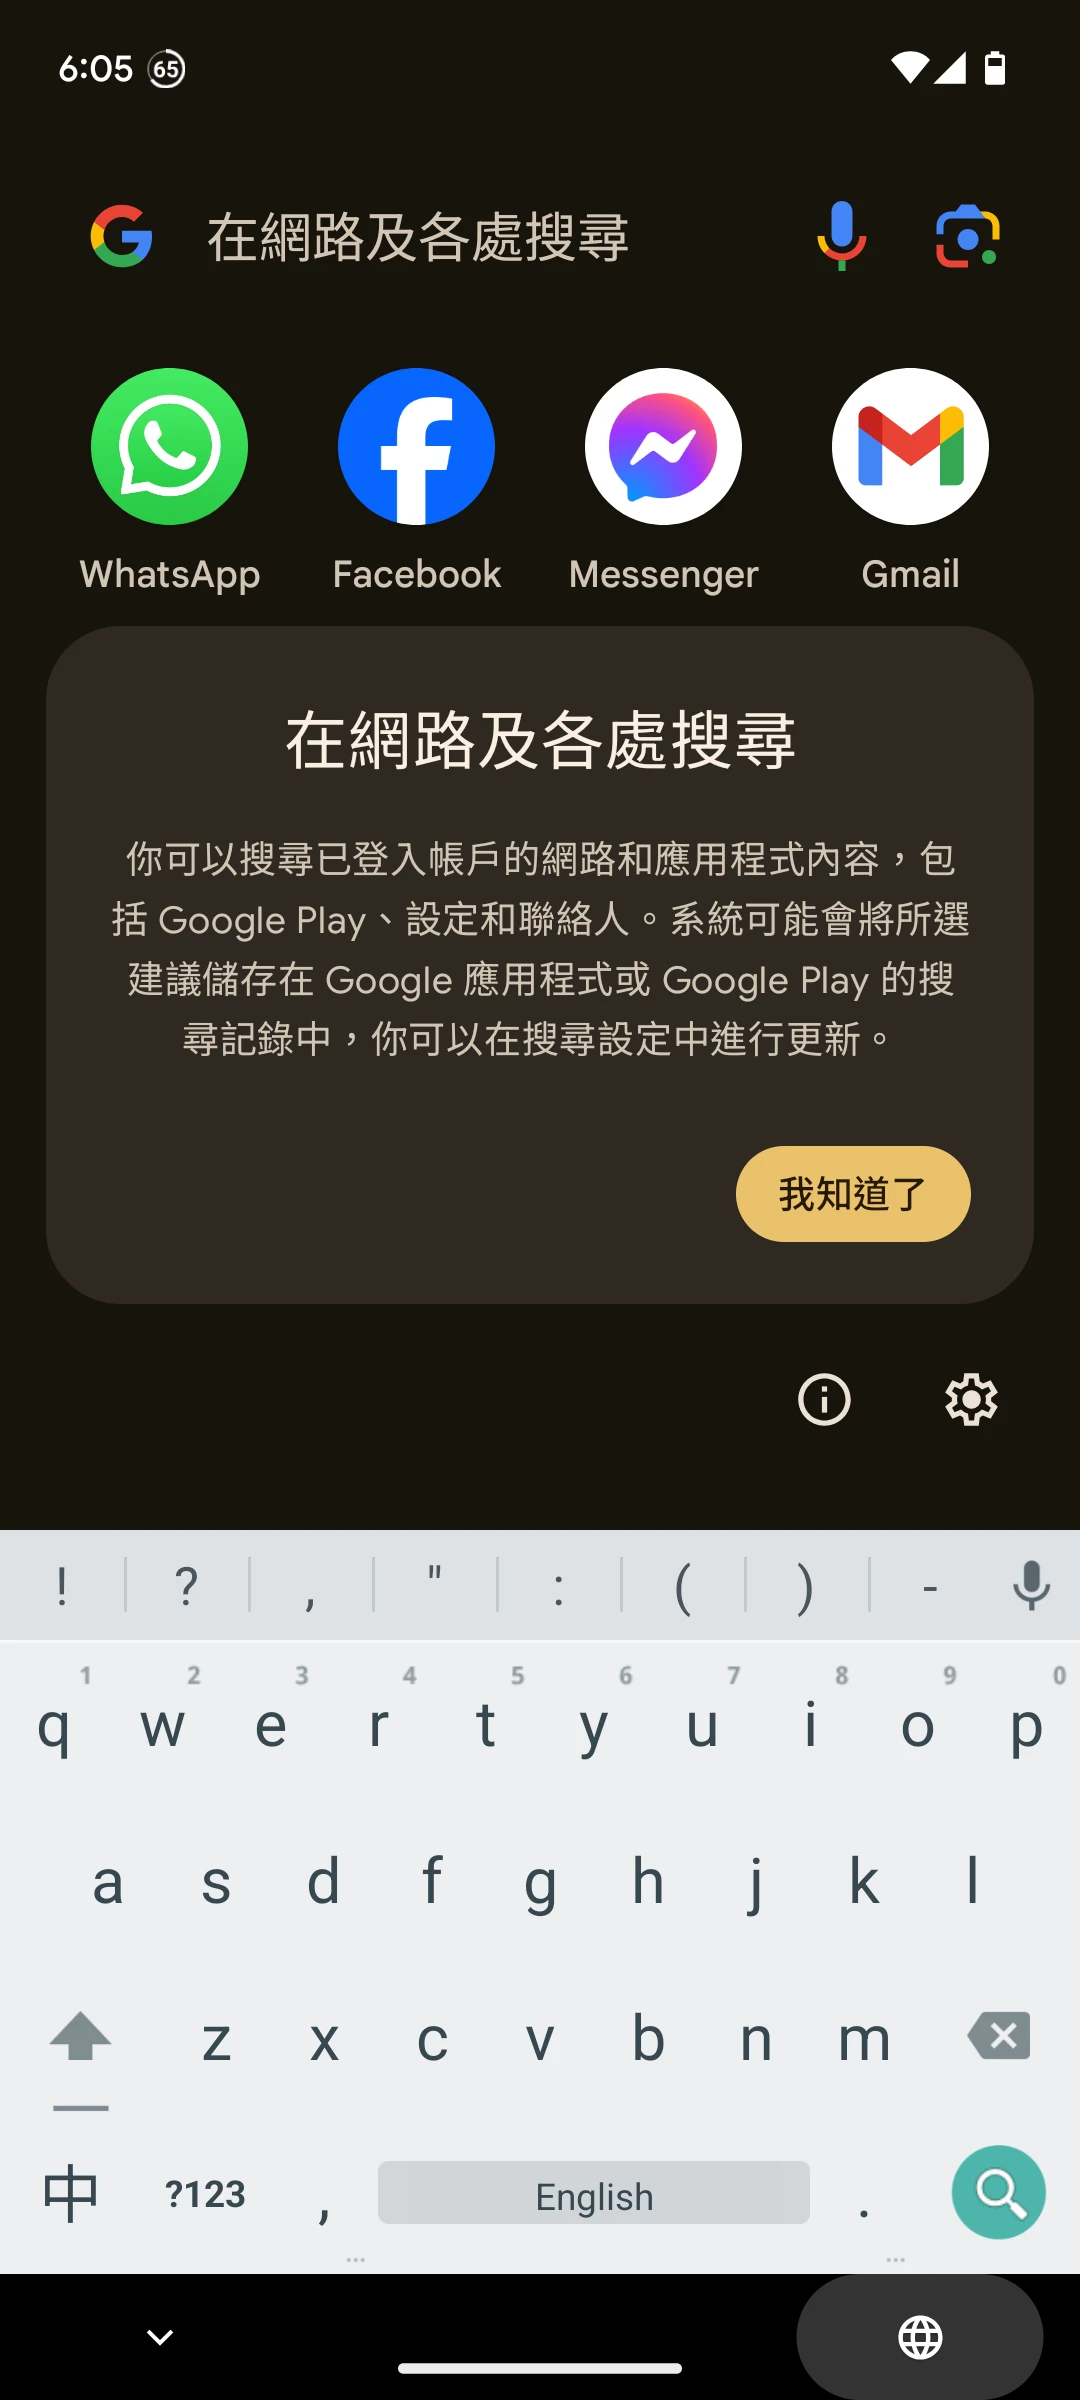 6:05 65
在網路及各處搜尋
WhatsApp Facebook Messenger Gmail
在網路及各處搜尋
你可以搜尋已登入帳戶的網路和應用程式內容，包
括 Google Play、設定和聯絡人。系統可能會將所選
建議儲存在 Google 應用程式或 Google Play 的搜
尋記錄中，你可以在搜尋設定中進行更新。
我知道了
! ? , " : ( ) -
1 2 3 4 5 6 7 8 9 0
q w e r t y u i o p
a s d f g h j k l
z x c v b n m
中 ?123 , English .